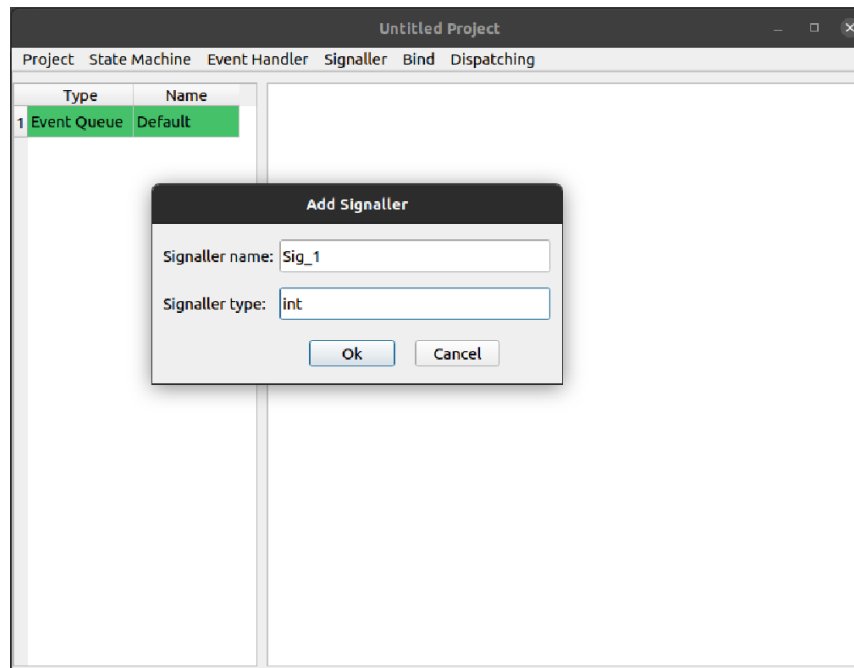 Untitled Project
Project State Machine Event Handler Signaller Bind Dispatching
Type Name
1 Event Queue Default
Add Signaller
Signaller name: Sig_1
Signaller type: int
Ok Cancel